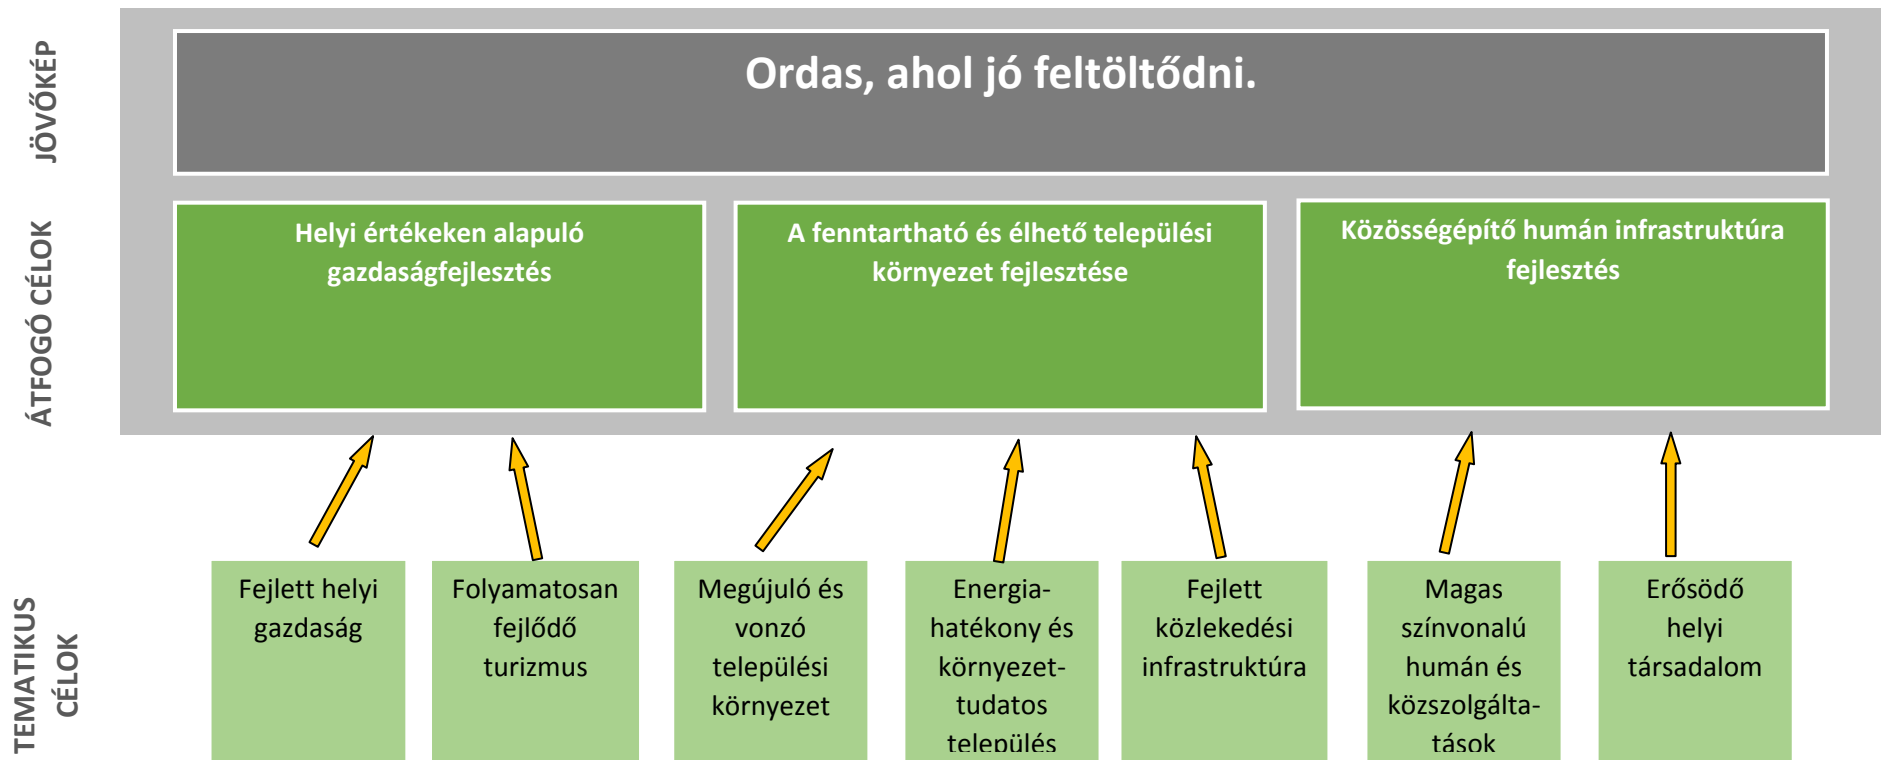 JÖVŐKÉP
Ordas, ahol jó feltöltődni.
ÁTFOGÓ CÉLOK
Helyi értékeken alapuló
gazdaságfejlesztés
A fenntartható és élhető települési
környezet fejlesztése
Közösségépítő humán infrastruktúra
fejlesztés
TEMATIKUS
CÉLOK
Fejlett helyi
gazdaság
Folyamatosan
fejlődő
turizmus
Megújuló és
vonzó
települési
környezet
Energia-
hatékony és
környezet-
tudatos
település
Fejlett
közlekedési
infrastruktúra
Magas
színvonalú
humán és
közszolgálta-
tások
Erősödő
helyi
társadalom